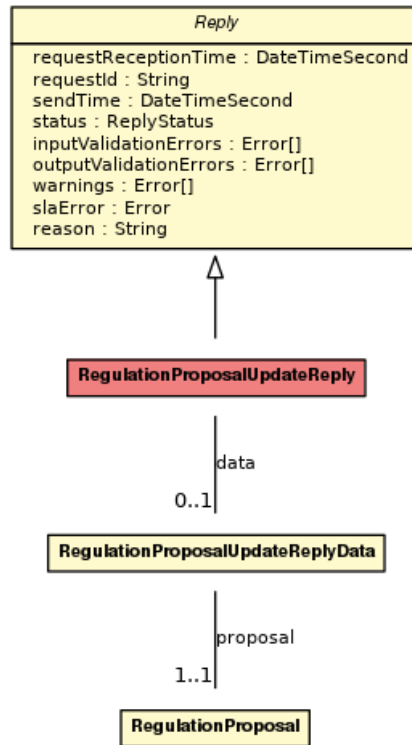 Reply
requestReceptionTime : DateTimeSecond
requestId : String
sendTime : DateTimeSecond
status : ReplyStatus
inputValidationErrors : Error[]
outputValidationErrors : Error[]
warnings : Error[]
slaError : Error
reason : String
RegulationProposalUpdateReply
data
0..1
RegulationProposalUpdateReplyData
proposal
1..1
RegulationProposal